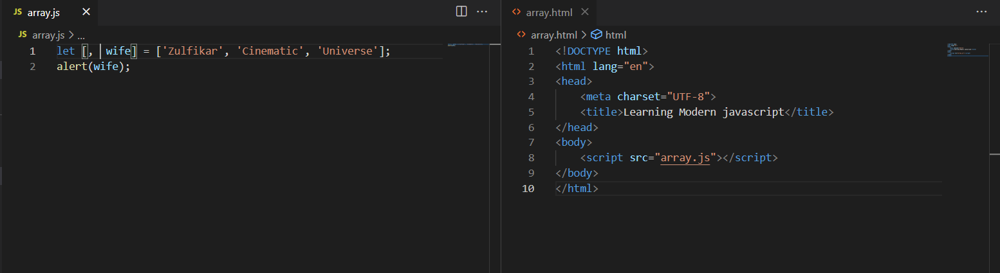 JS array.js ×
JS array.js > ...
1 let [, wife] = ['Zulfikar', 'Cinematic', 'Universe'];
2 alert(wife);
<> array.html ×
<> array.html > html
1 <!DOCTYPE html>
2 <html lang="en">
3 <head>
4     <meta charset="UTF-8">
5     <title>Learning Modern javascript</title>
6 </head>
7 <body>
8     <script src="array.js"></script>
9 </body>
10 </html>